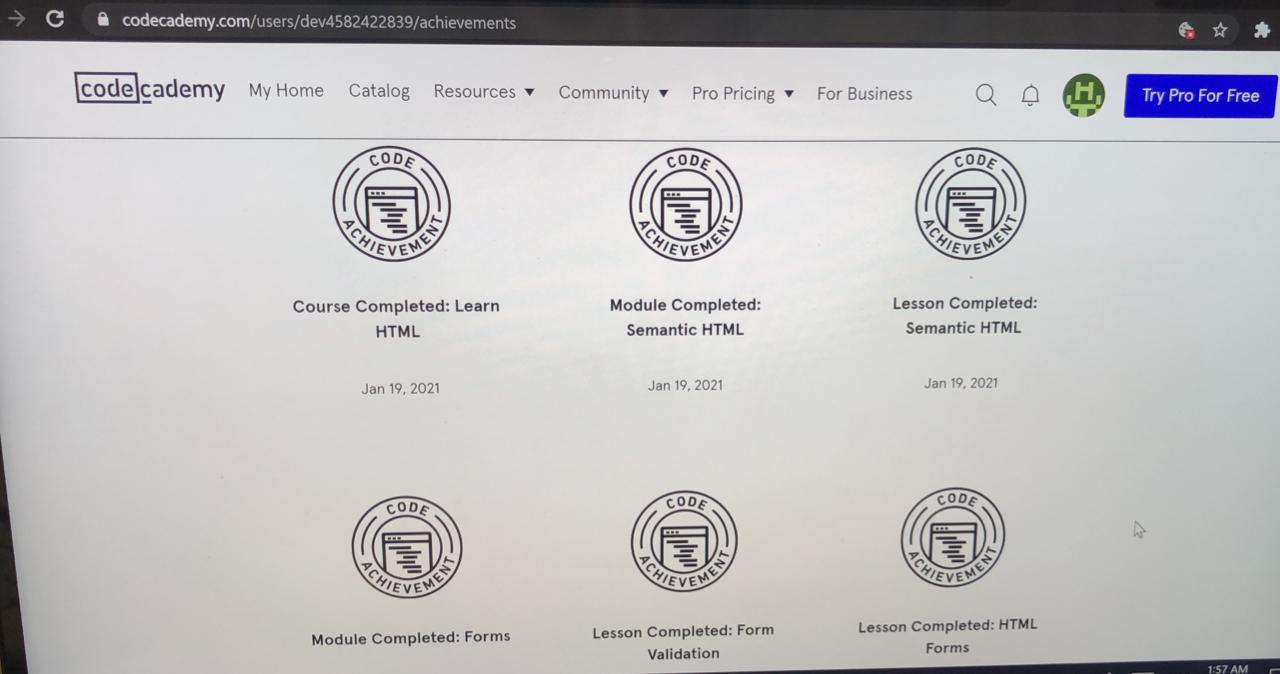 codecademy.com/users/dev4582422839/achievements
codecademy My Home Catalog Resources Community Pro Pricing For Business Try Pro For Free
CODE ACHIEVEMENT CODE ACHIEVEMENT CODE ACHIEVEMENT
Course Completed: Learn Module Completed: Lesson Completed:
HTML Semantic HTML Semantic HTML
Jan 19, 2021 Jan 19, 2021 Jan 19, 2021
CODE ACHIEVEMENT CODE ACHIEVEMENT CODE ACHIEVEMENT
Module Completed: Forms Lesson Completed: Form Lesson Completed: HTML
Validation Forms
1:57 AM